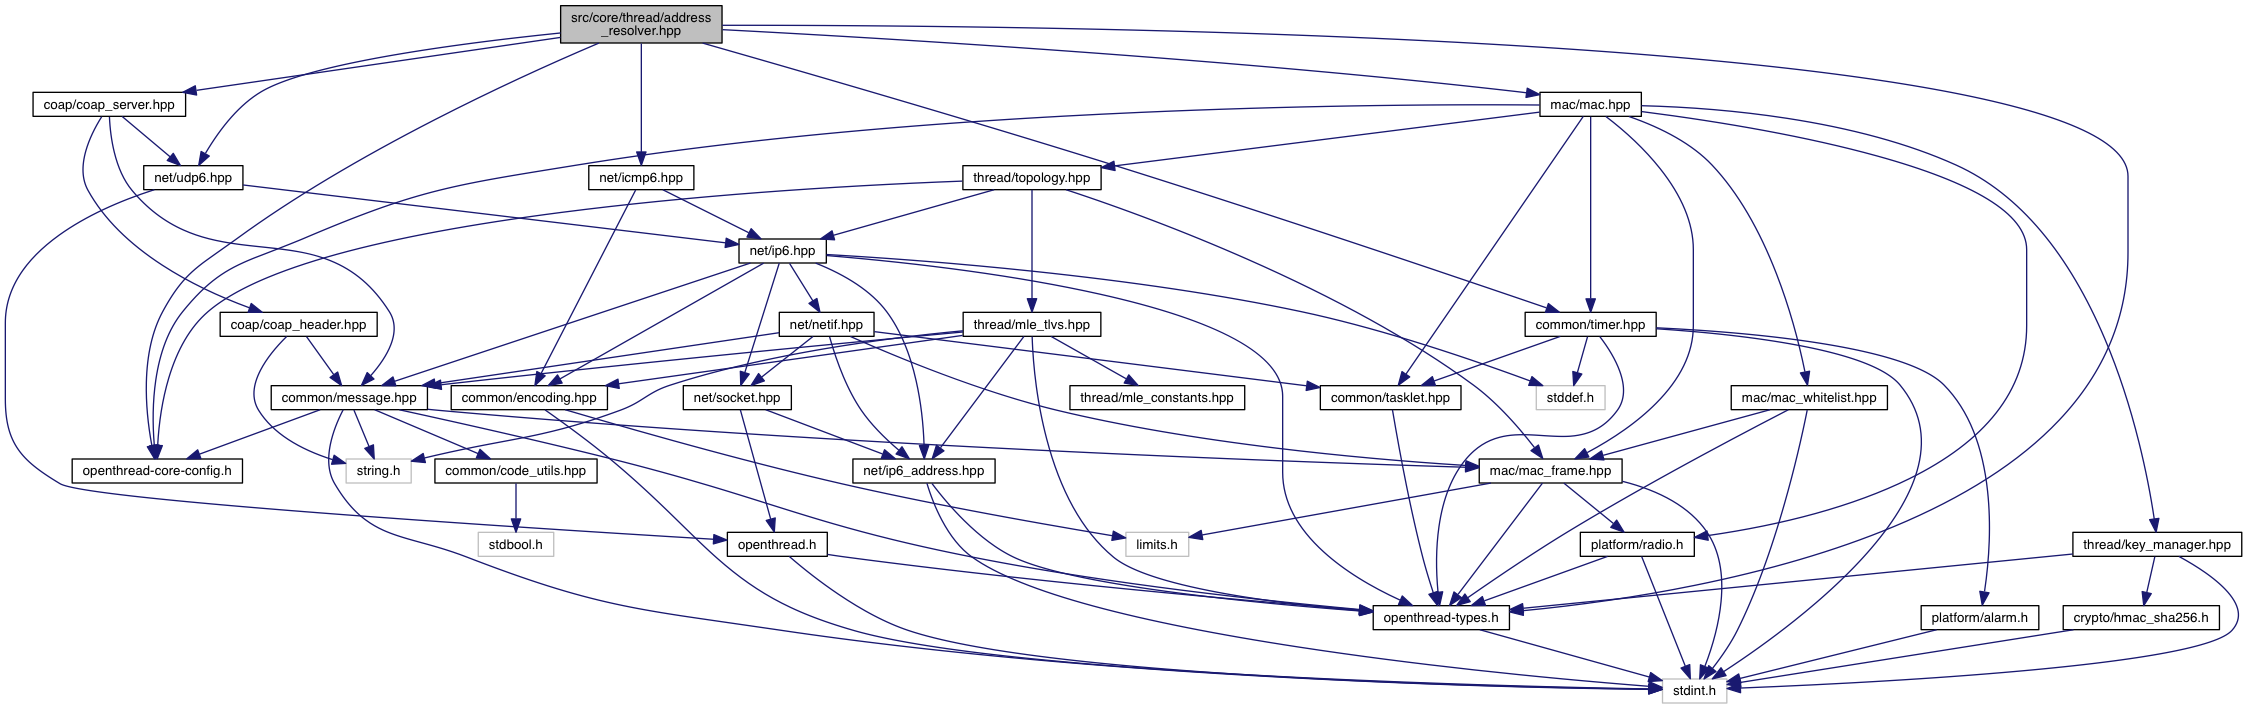 src/core/thread/address
_resolver.hpp
coap/coap_server.hpp
mac/mac.hpp
net/udp6.hpp
net/icmp6.hpp
thread/topology.hpp
net/ip6.hpp
coap/coap_header.hpp
net/netif.hpp
thread/mle_tlvs.hpp
common/timer.hpp
common/message.hpp
common/encoding.hpp
net/socket.hpp
thread/mle_constants.hpp
common/tasklet.hpp
stddef.h
mac/mac_whitelist.hpp
openthread-core-config.h
string.h
common/code_utils.hpp
net/ip6_address.hpp
mac/mac_frame.hpp
stdbool.h
openthread.h
limits.h
platform/radio.h
thread/key_manager.hpp
openthread-types.h
platform/alarm.h
crypto/hmac_sha256.h
stdint.h